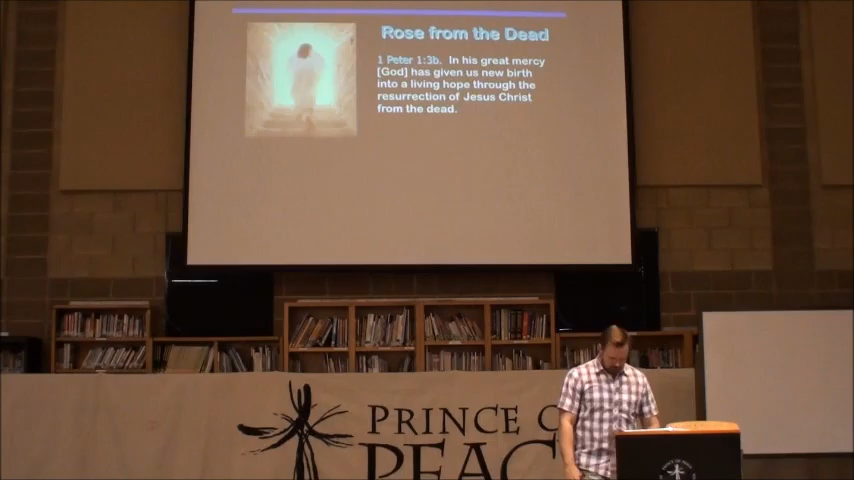 Rose from the Dead
1 Peter 1:3b. In his great mercy
[God] has given us new birth
into a living hope through the
resurrection of Jesus Christ
from the dead.
PRINCE
PEAC